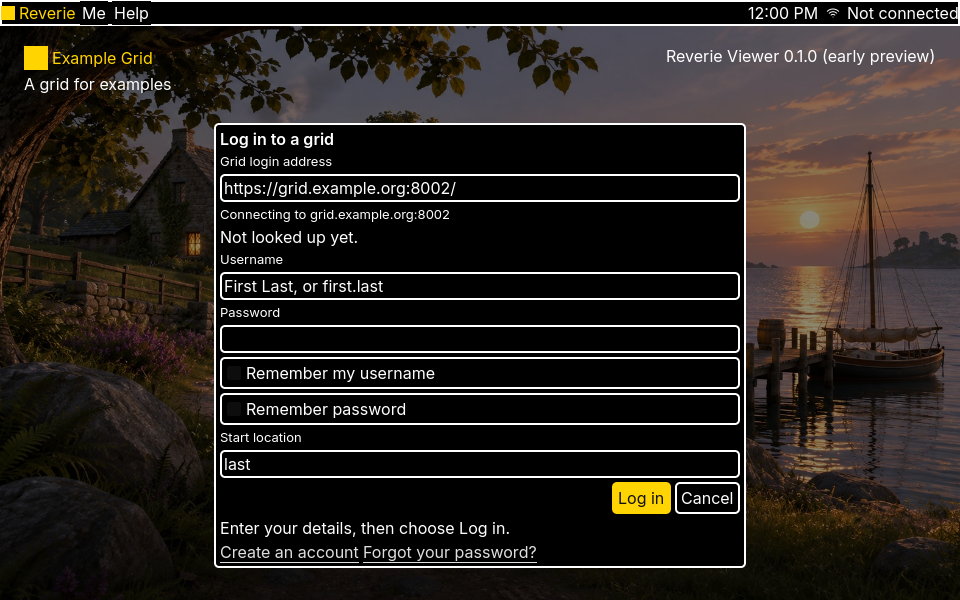 Reverie Me Help 12:00 PM Not connected
Example Grid
A grid for examples
Reverie Viewer 0.1.0 (early preview)
Log in to a grid
Grid login address
https://grid.example.org:8002/
Connecting to grid.example.org:8002
Not looked up yet.
Username
First Last, or first.last
Password
Remember my username
Remember password
Start location
last
Log in Cancel
Enter your details, then choose Log in.
Create an account Forgot your password?